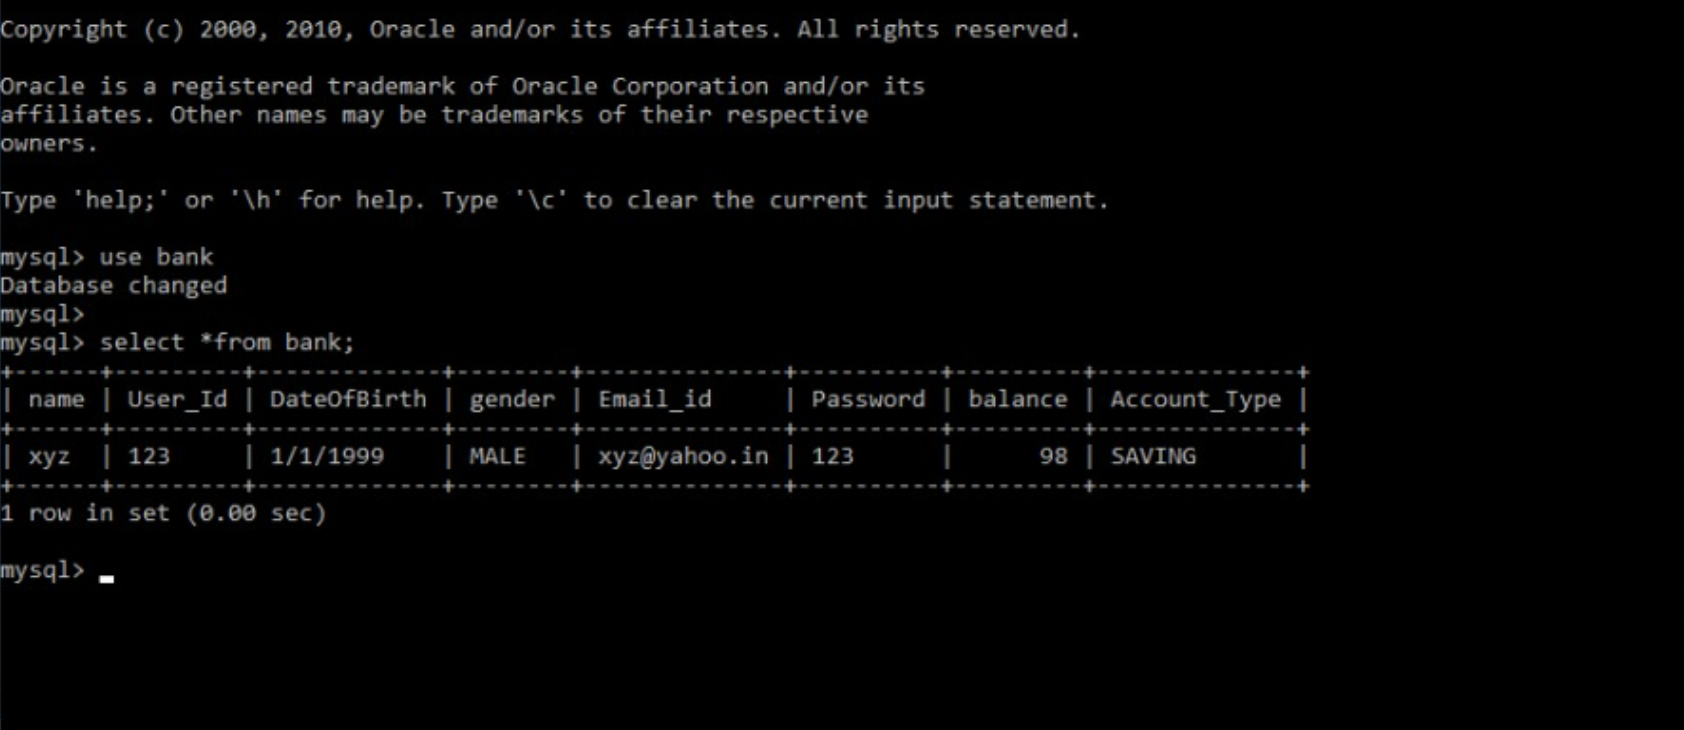 Copyright (c) 2000, 2010, Oracle and/or its affiliates. All rights reserved.
Oracle is a registered trademark of Oracle Corporation and/or its
affiliates. Other names may be trademarks of their respective
owners.
Type 'help;' or '\h' for help. Type '\c' to clear the current input statement.
mysql> use bank
Database changed
mysql>
mysql> select *from bank;
+------+---------+-------------+--------+--------------+----------+---------+--------------+
| name | User_Id | DateOfBirth | gender | Email_id     | Password | balance | Account_Type |
+------+---------+-------------+--------+--------------+----------+---------+--------------+
| xyz  | 123     | 1/1/1999    | MALE   | xyz@yahoo.in | 123      |      98 | SAVING       |
+------+---------+-------------+--------+--------------+----------+---------+--------------+
1 row in set (0.00 sec)
mysql>